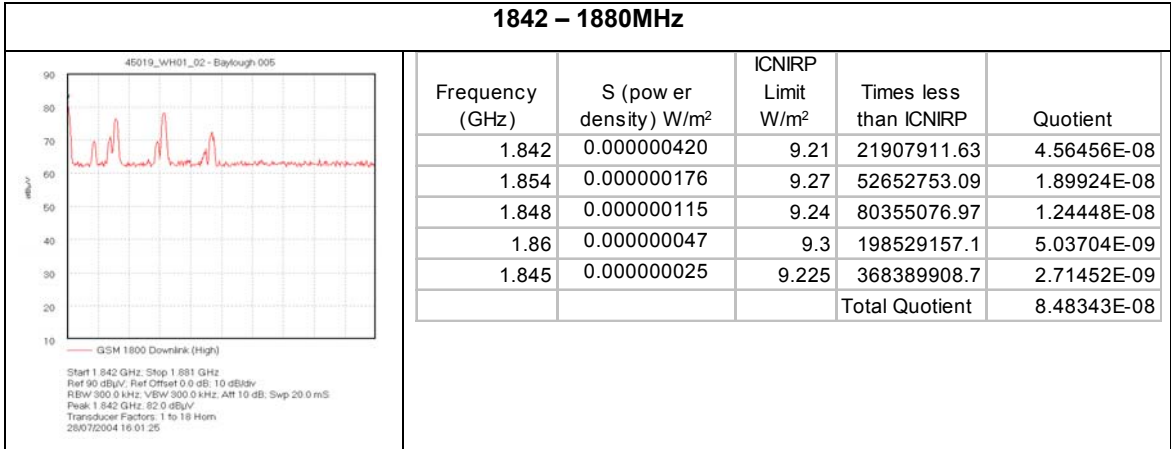 1842 – 1880MHz
45019_WH01_02 - Baylough 005
90
80
70
60
50
40
30
20
10
dBµV
GSM 1800 Downlink (High)
Start 1.842 GHz; Stop 1.881 GHz
Ref 90 dBµV; Ref Offset 0.0 dB; 10 dB/div
RBW 300.0 kHz; VBW 300.0 kHz; Att 10 dB; Swp 20.0 mS
Peak 1.842 GHz, 82.0 dBµV
Transducer Factors: 1 to 18 Horn
28/07/2004 16:01:25
Frequency (GHz) S (pow er density) W/m² ICNIRP Limit W/m² Times less than ICNIRP Quotient
1.842 0.000000420 9.21 21907911.63 4.56456E-08
1.854 0.000000176 9.27 52652753.09 1.89924E-08
1.848 0.000000115 9.24 80355076.97 1.24448E-08
1.86 0.000000047 9.3 198529157.1 5.03704E-09
1.845 0.000000025 9.225 368389908.7 2.71452E-09
Total Quotient 8.48343E-08